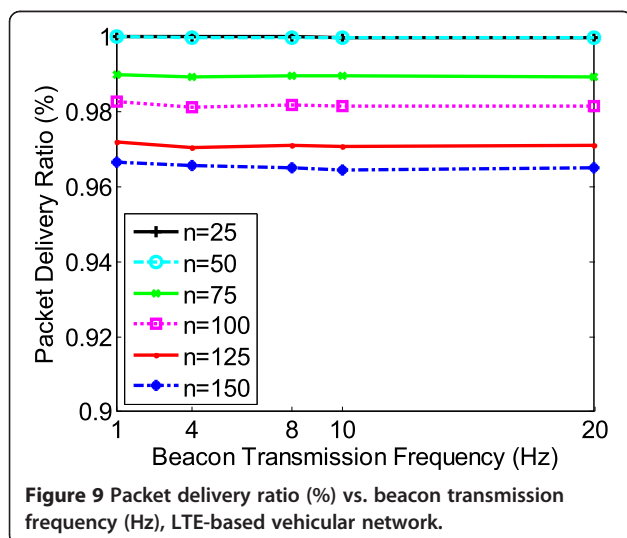 1
0.98
0.96
0.94
0.92
0.9
Packet Delivery Ratio (%)
n=25
n=50
n=75
n=100
n=125
n=150
1 4 8 10 20
Beacon Transmission Frequency (Hz)
Figure 9 Packet delivery ratio (%) vs. beacon transmission
frequency (Hz), LTE-based vehicular network.